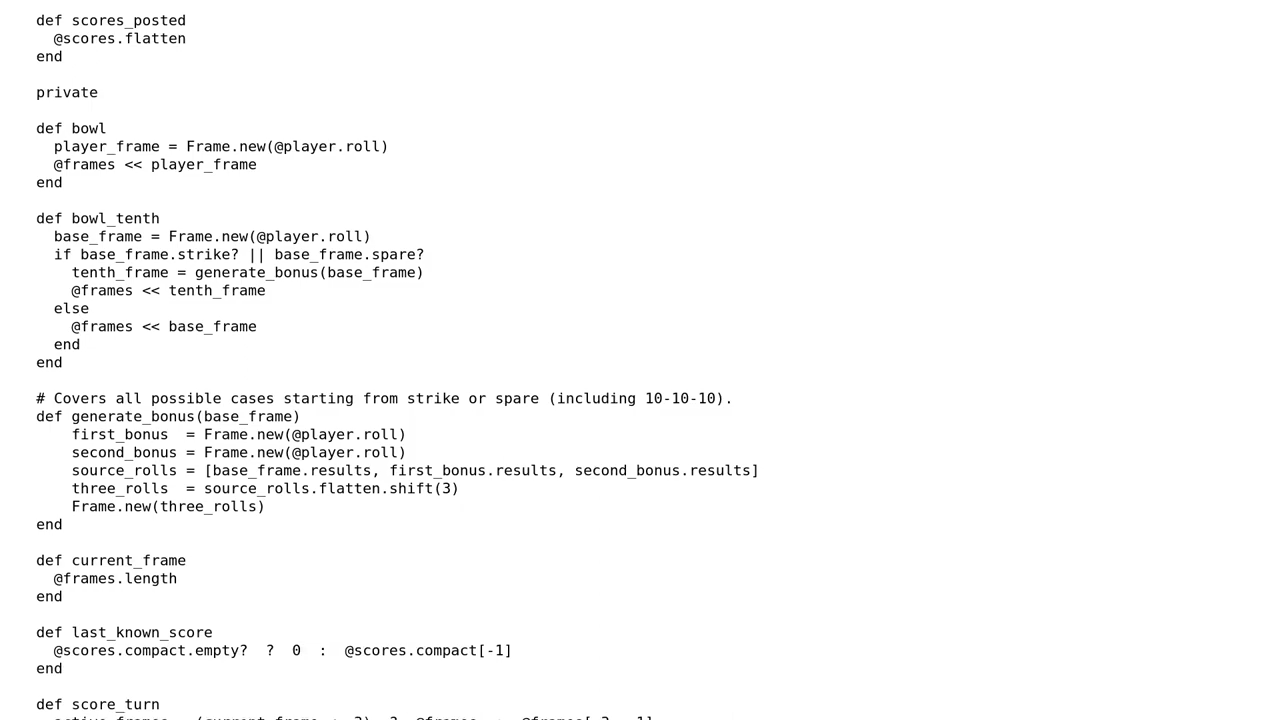 def scores_posted
  @scores.flatten
end

private

def bowl
  player_frame = Frame.new(@player.roll)
  @frames << player_frame
end

def bowl_tenth
  base_frame = Frame.new(@player.roll)
  if base_frame.strike? || base_frame.spare?
    tenth_frame = generate_bonus(base_frame)
    @frames << tenth_frame
  else
    @frames << base_frame
  end
end

# Covers all possible cases starting from strike or spare (including 10-10-10).
def generate_bonus(base_frame)
    first_bonus  = Frame.new(@player.roll)
    second_bonus = Frame.new(@player.roll)
    source_rolls = [base_frame.results, first_bonus.results, second_bonus.results]
    three_rolls  = source_rolls.flatten.shift(3)
    Frame.new(three_rolls)
end

def current_frame
  @frames.length
end

def last_known_score
  @scores.compact.empty?  ?  0  :  @scores.compact[-1]
end

def score_turn